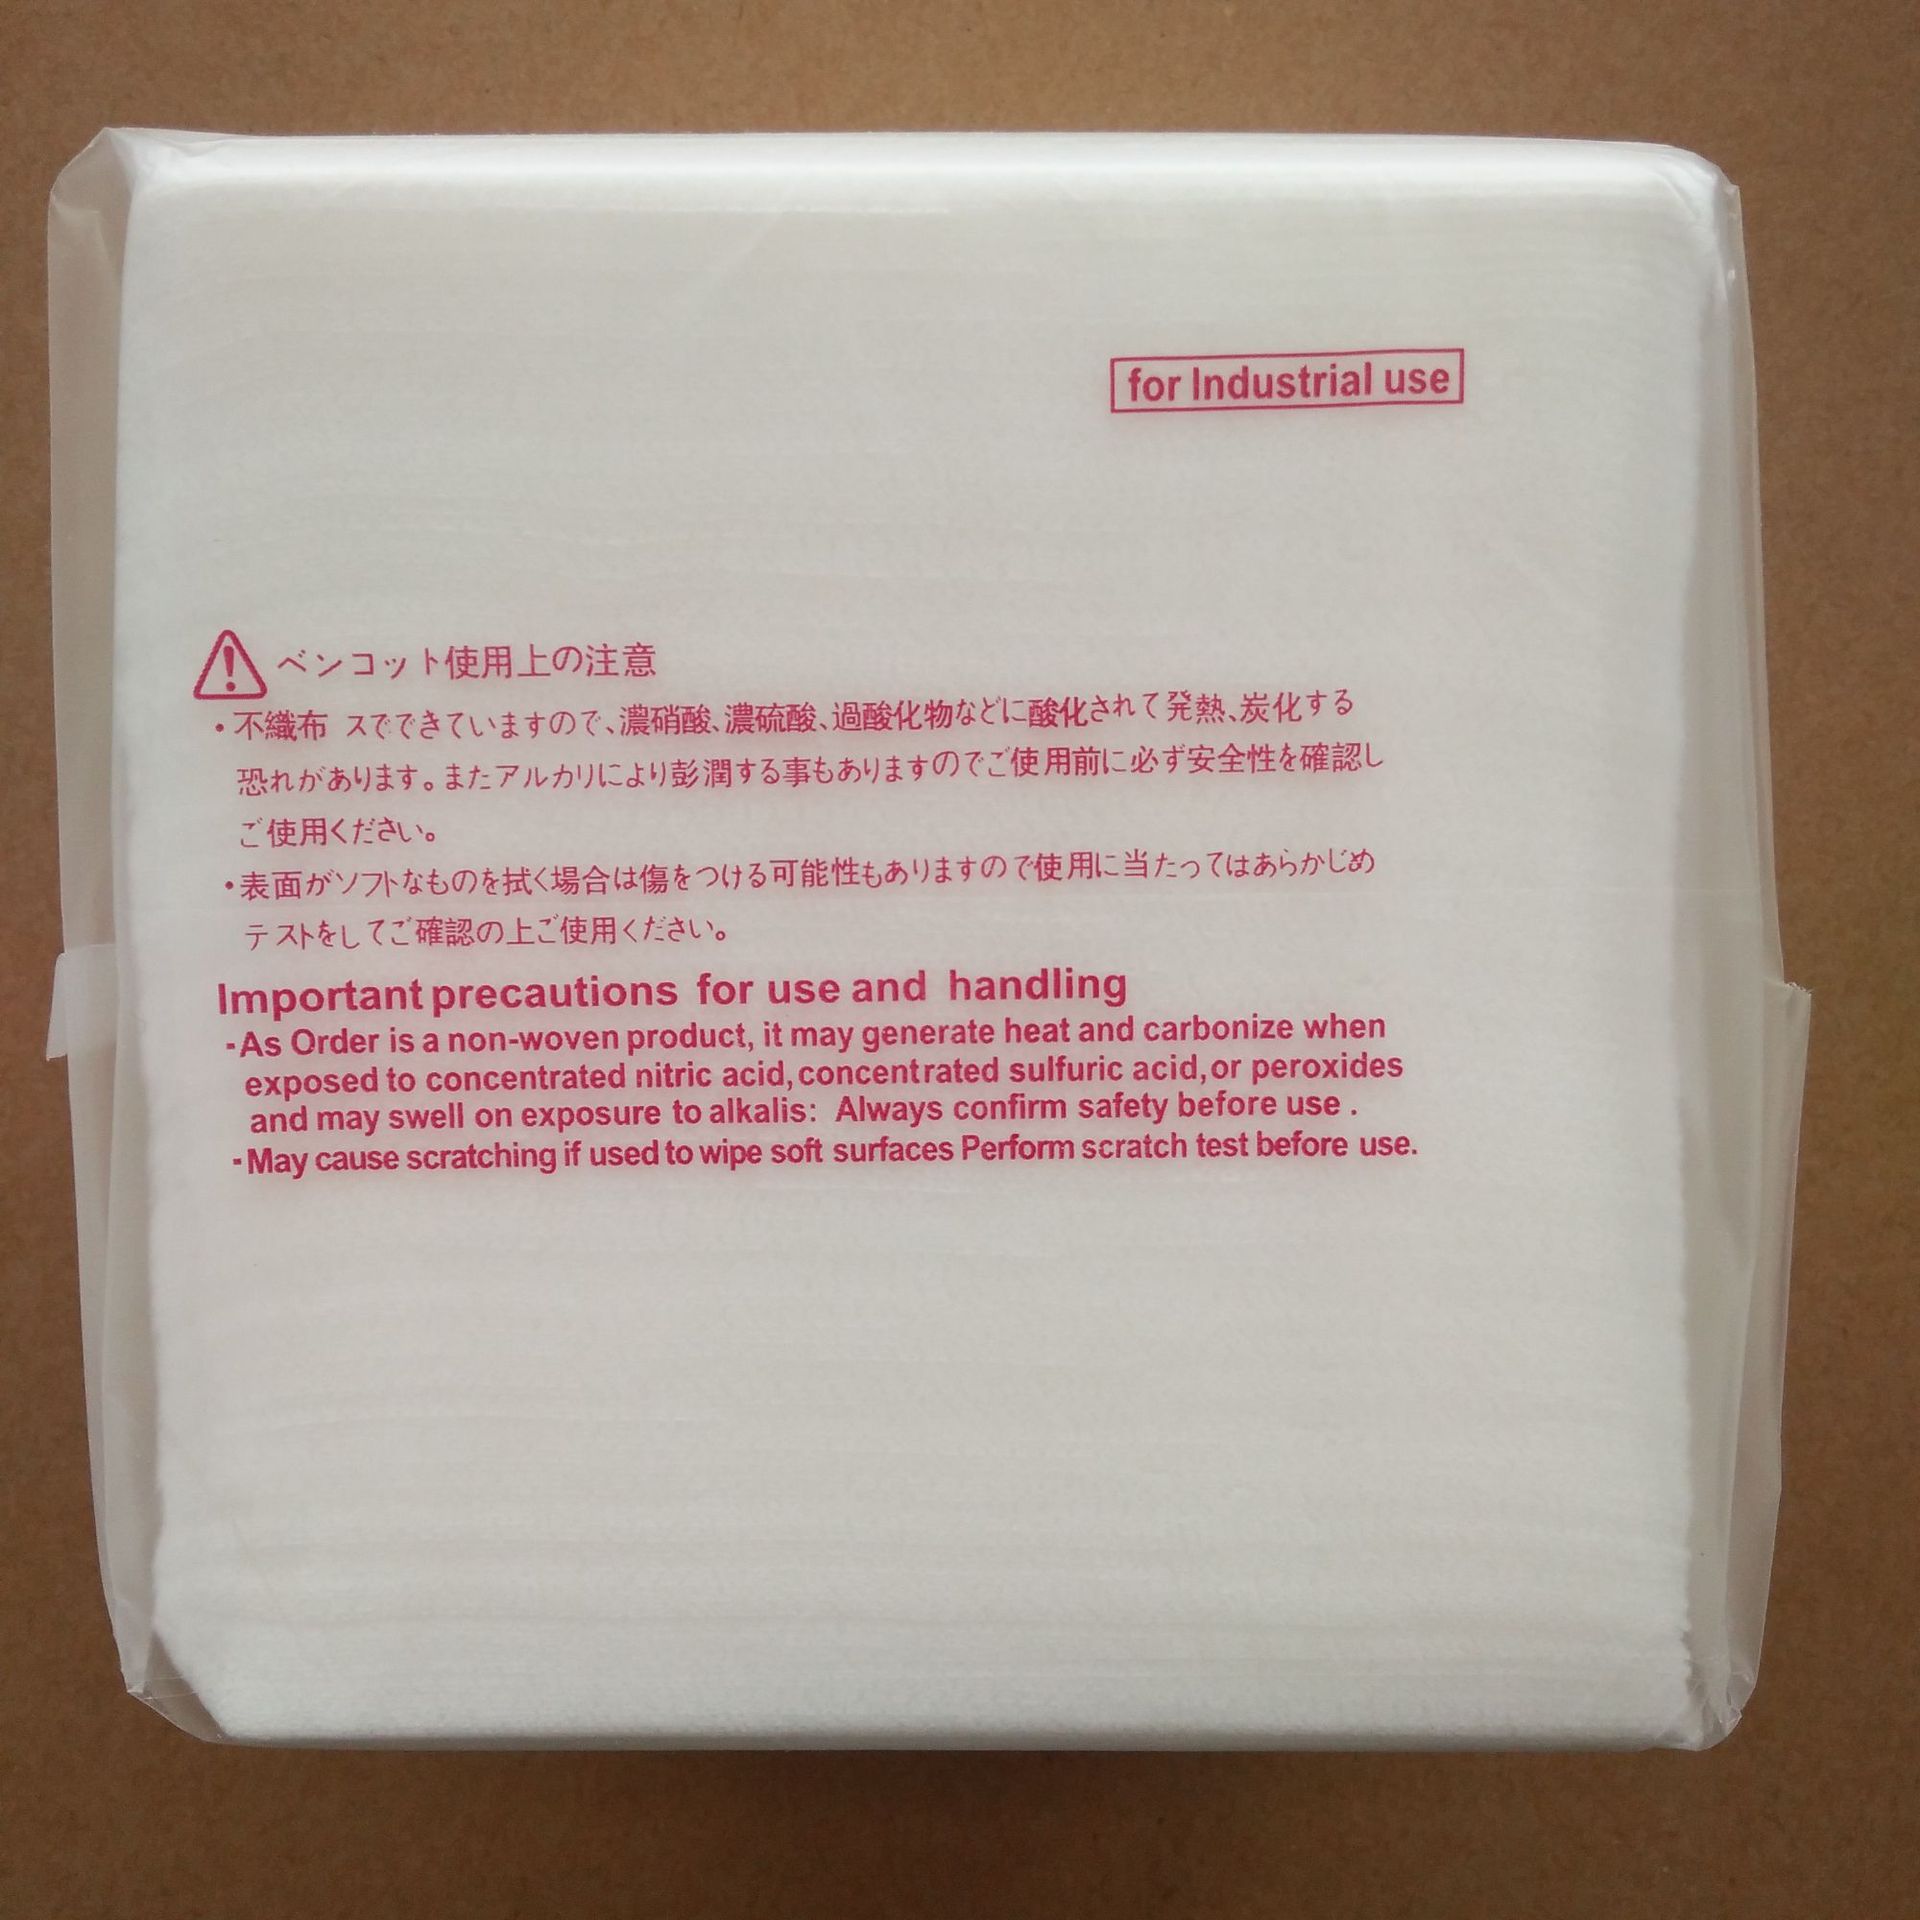 for Industrial use
ベンコット使用上の注意
・不織布 スでできていますので、濃硝酸、濃硫酸、過酸化物などに酸化されて発熱、炭化する
恐れがあります。またアルカリにより彭潤する事もありますのでご使用前に必ず安全性を確認し
ご使用ください。
・表面がソフトなものを拭く場合は傷をつける可能性もありますので使用に当たってはあらかじめ
テストをしてご確認の上ご使用ください。
Important precautions for use and handling
-As Order is a non-woven product, it may generate heat and carbonize when
exposed to concentrated nitric acid, concentrated sulfuric acid, or peroxides
and may swell on exposure to alkalis: Always confirm safety before use .
-May cause scratching if used to wipe soft surfaces Perform scratch test before use.